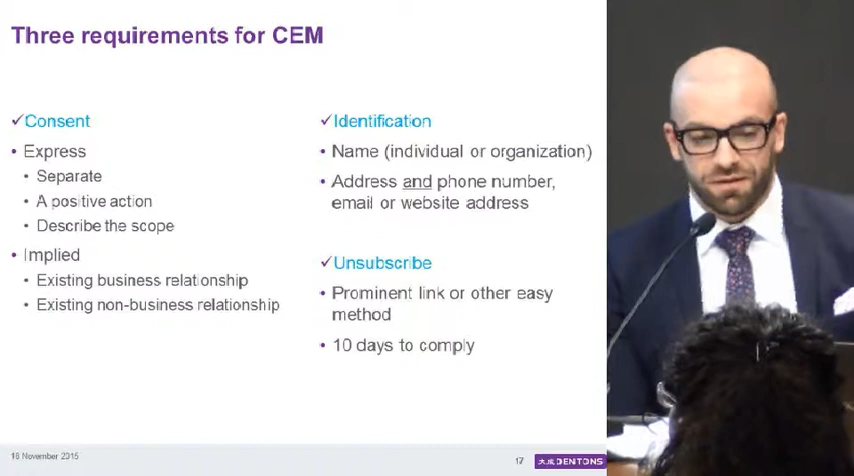 Three requirements for CEM
✓Consent
• Express
• Separate
• A positive action
• Describe the scope
• Implied
• Existing business relationship
• Existing non-business relationship
✓Identification
• Name (individual or organization)
• Address and phone number,
email or website address
✓Unsubscribe
• Prominent link or other easy
method
• 10 days to comply
18 November 2015
17
大成 DENTONS